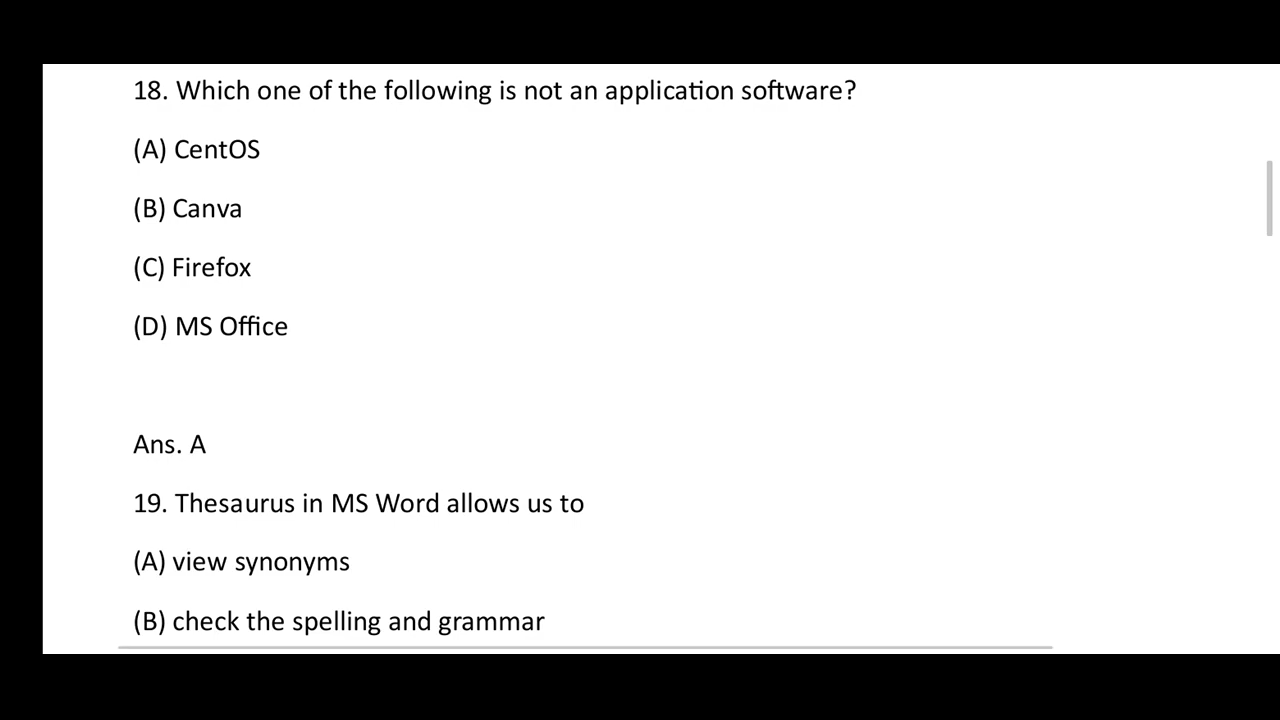 18. Which one of the following is not an application software?
(A) CentOS
(B) Canva
(C) Firefox
(D) MS Office
Ans. A
19. Thesaurus in MS Word allows us to
(A) view synonyms
(B) check the spelling and grammar